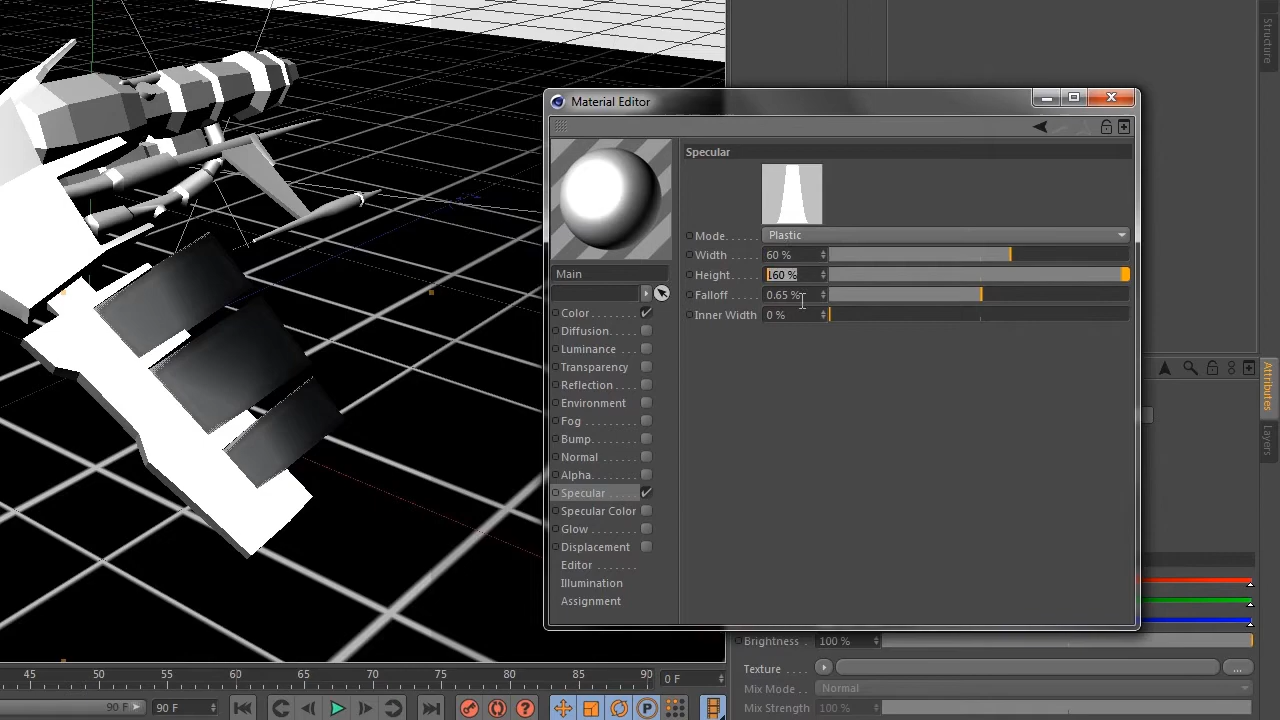 Structure
Material Editor
Specular
Mode
Plastic
Width
60 %
Height
160 %
Falloff
0.65 %
Inner Width
0 %
Main
Color
Diffusion
Luminance
Transparency
Reflection
Environment
Fog
Bump
Normal
Alpha
Specular
Specular Color
Glow
Displacement
Editor
Illumination
Assignment
Attributes
Layers
Brightness
100 %
Texture
...
Mix Mode
Normal
Mix Strength
100 %
45 50 55 60 65 70 75 80 85 90
0 F
90 F
90 F
P